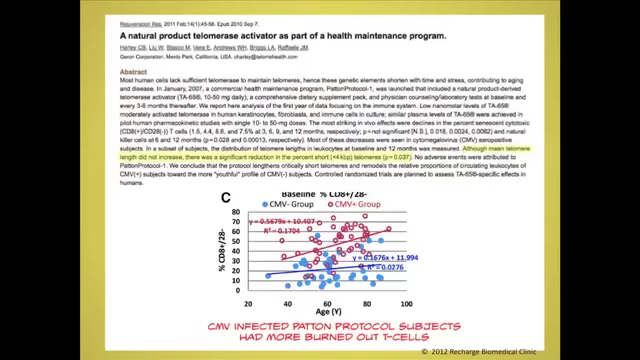 Rejuvenation Res. 2011 Feb;14(1):45-56. Epub 2010 Sep 7.
A natural product telomerase activator as part of a health maintenance program.
Harley CB, Liu W, Blasco M, Vera E, Andrews WH, Briggs LA, Raffaele JM.
Geron Corporation, Menlo Park, California, USA. charley@telomehealth.com
Abstract
Most human cells lack sufficient telomerase to maintain telomeres, hence these genetic elements shorten with time and stress, contributing to aging
and disease. In January, 2007, a commercial health maintenance program, PattonProtocol-1, was launched that included a natural product-derived
telomerase activator (TA-65®, 10-50 mg daily), a comprehensive dietary supplement pack, and physician counseling/laboratory tests at baseline and
every 3-6 months thereafter. We report here analysis of the first year of data focusing on the immune system. Low nanomolar levels of TA-65®
moderately activated telomerase in human keratinocytes, fibroblasts, and immune cells in culture; similar plasma levels of TA-65® were achieved in
pilot human pharmacokinetic studies with single 10- to 50-mg doses. The most striking in vivo effects were declines in the percent senescent cytotoxic
(CD8(+)/CD28(-)) T cells (1.5, 4.4, 8.6, and 7.5% at 3, 6, 9, and 12 months, respectively; p = not significant [N.S.], 0.018, 0.0024, 0.0062) and natural
killer cells at 6 and 12 months (p = 0.028 and 0.00013, respectively). Most of these decreases were seen in cytomegalovirus (CMV) seropositive
subjects. In a subset of subjects, the distribution of telomere lengths in leukocytes at baseline and 12 months was measured. Although mean telomere
length did not increase, there was a significant reduction in the percent short (<4 kbp) telomeres (p = 0.037). No adverse events were attributed to
PattonProtocol-1. We conclude that the protocol lengthens critically short telomeres and remodels the relative proportions of circulating leukocytes of
CMV(+) subjects toward the more "youthful" profile of CMV(-) subjects. Controlled randomized trials are planned to assess TA-65®-specific effects in
humans.
C
Baseline % CD8+/28-
CMV- Group
CMV+ Group
% CD8+/28-
80
70
60
50
40
30
20
10
0
y = 0.5679x + 10.407
R² = 0.1704
y = 0.1676x + 11.994
R² = 0.0276
20
40
60
80
100
Age (Y)
CMV INFECTED PATTON PROTOCOL SUBJECTS
HAD MORE BURNED OUT T-CELLS
© 2012 Recharge Biomedical Clinic